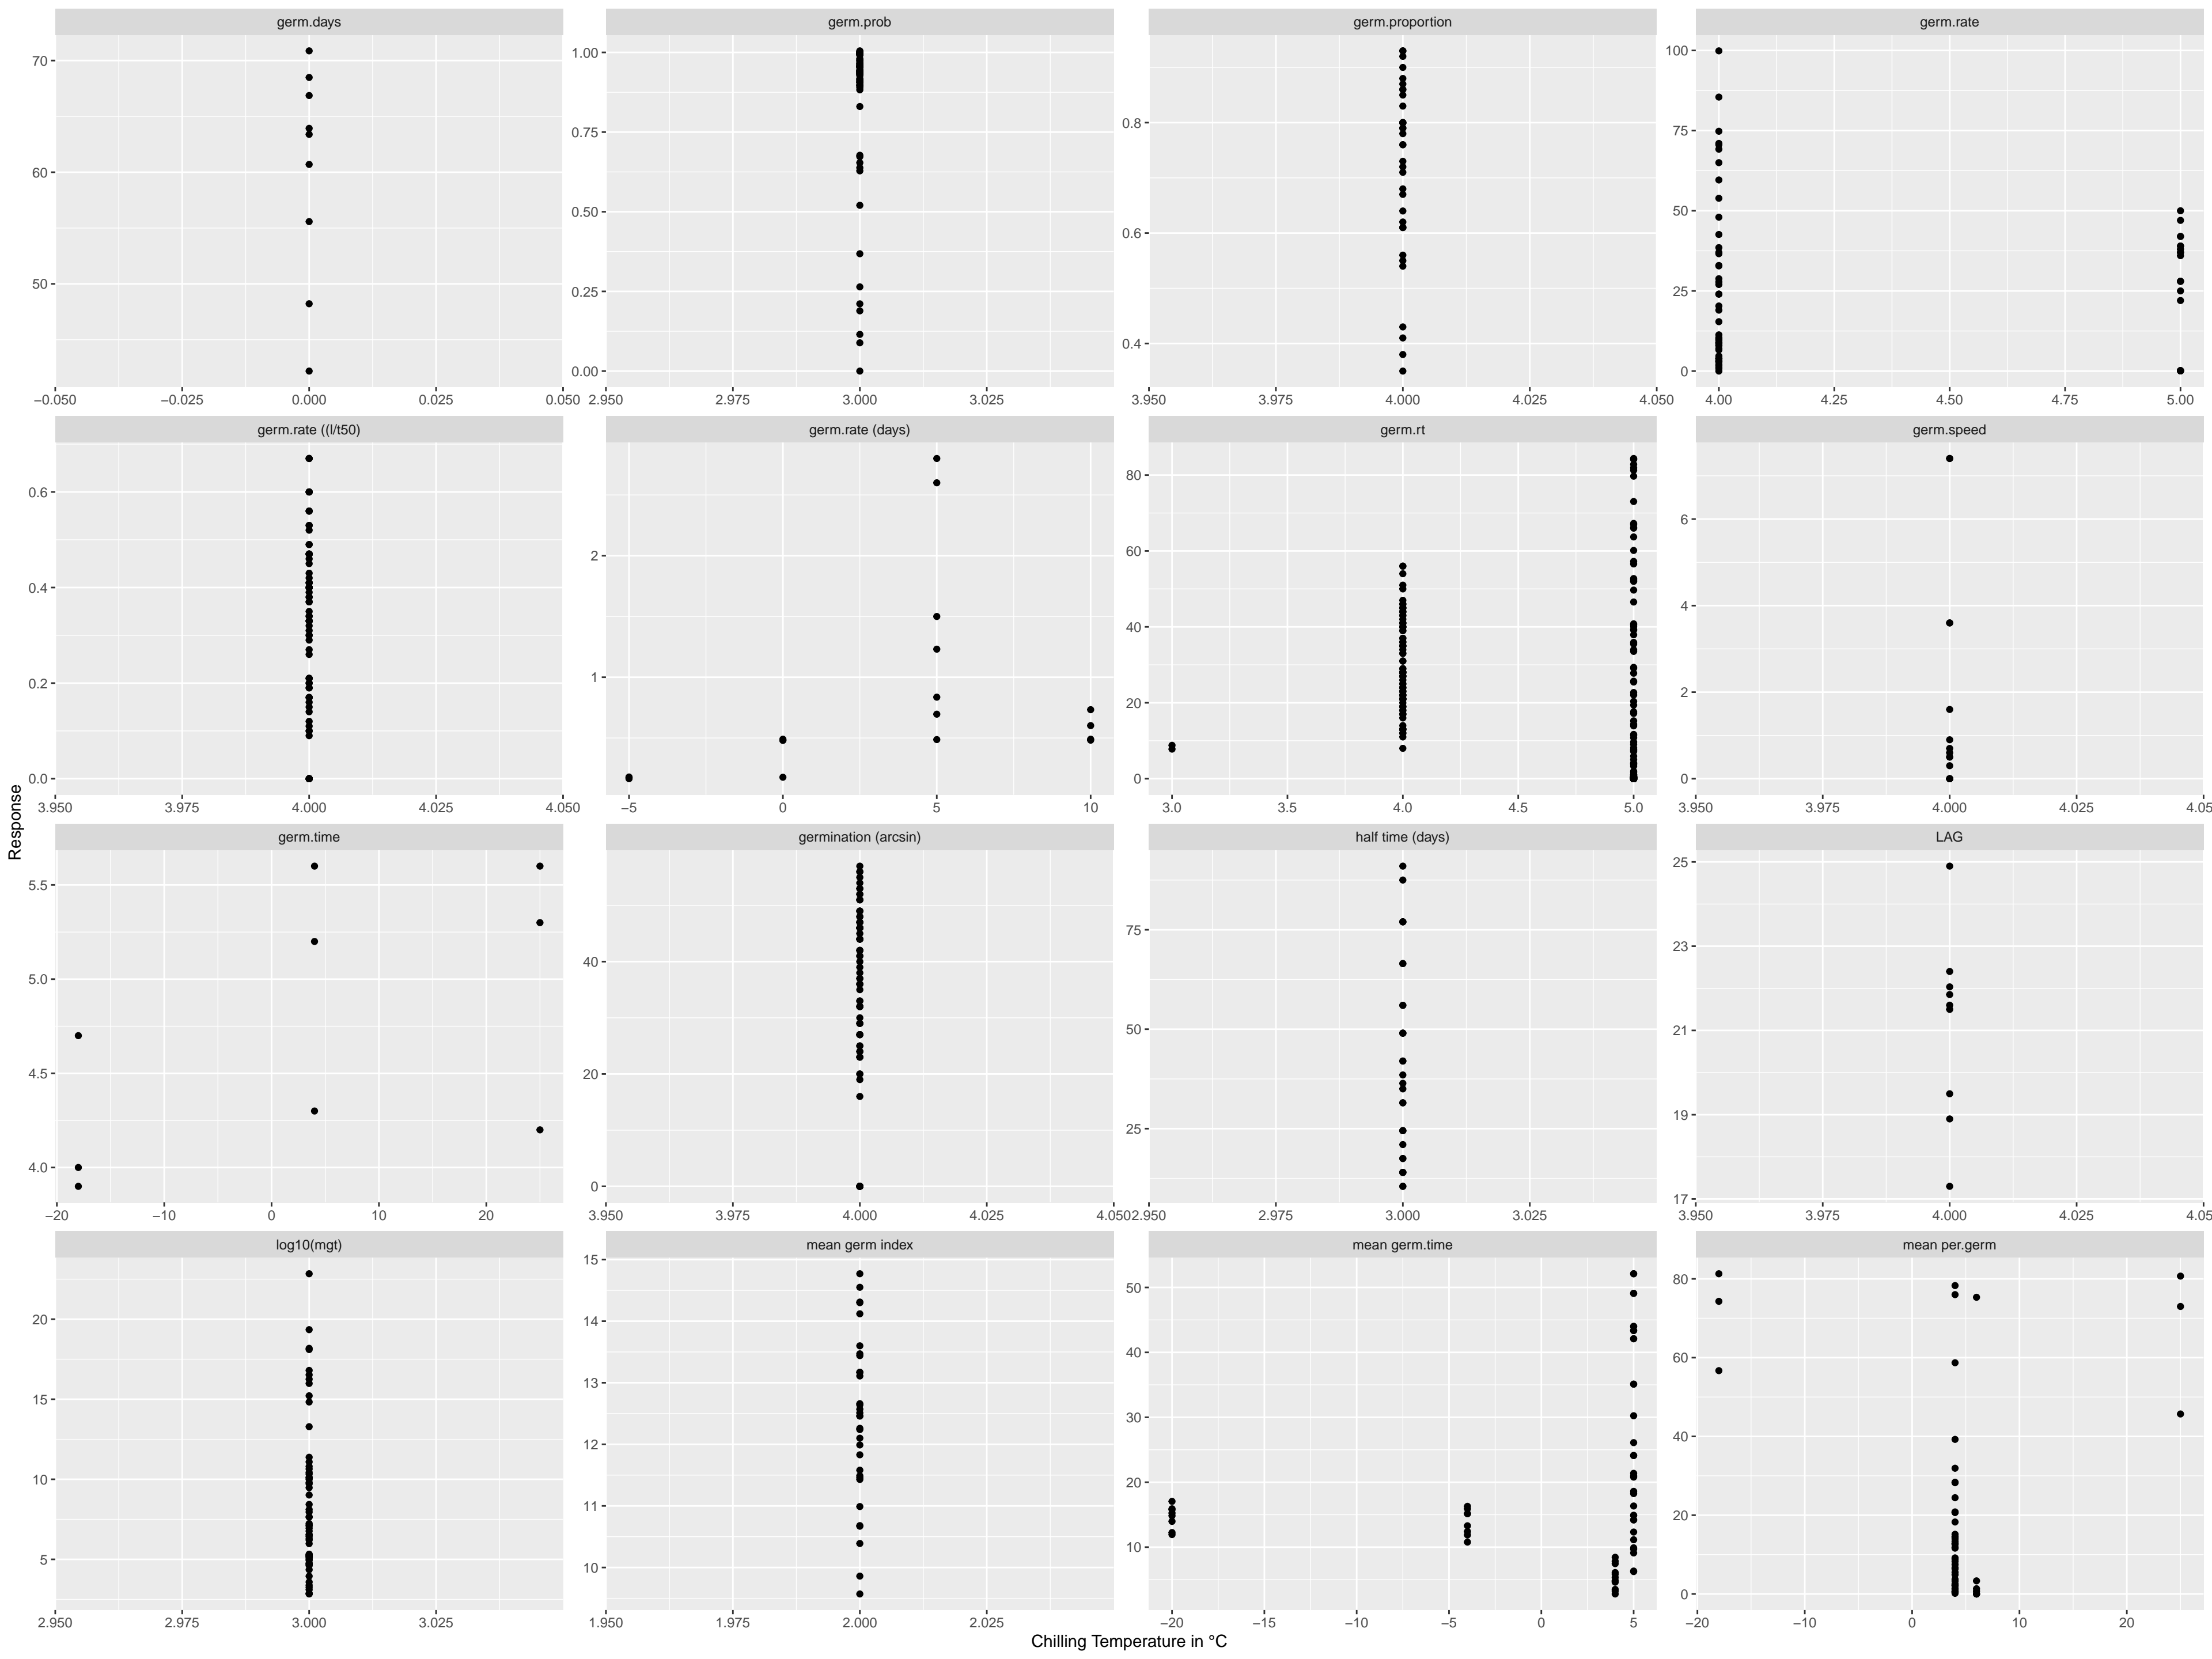 germ.days germ.prob germ.proportion germ.rate
70 60 50
1.00 0.75 0.50 0.25 0.00
0.8 0.6 0.4
100 75 50 25 0
−0.050 −0.025 0.000 0.025 0.050 2.950 2.975 3.000 3.025 3.950 3.975 4.000 4.025 4.050 4.00 4.25 4.50 4.75 5.00
germ.rate ((l/t50) germ.rate (days) germ.rt germ.speed
0.6 0.4 0.2 0.0
2 1
80 60 40 20 0
6 4 2 0
3.950 3.975 4.000 4.025 4.050 −5 0 5 10 3.0 3.5 4.0 4.5 5.0 3.950 3.975 4.000 4.025 4.05
Response
germ.time germination (arcsin) half time (days) LAG
5.5 5.0 4.5 4.0
40 20 0
75 50 25
25 23 21 19 17
−20 −10 0 10 20 3.950 3.975 4.000 4.025 4.050 2.950 2.975 3.000 3.025 3.950 3.975 4.000 4.025 4.05
log10(mgt) mean germ index mean germ.time mean per.germ
20 15 10 5
15 14 13 12 11 10
50 40 30 20 10
80 60 40 20 0
2.950 2.975 3.000 3.025 1.950 1.975 2.000 2.025 −20 −15 −10 −5 0 5 −20 −10 0 10 20
Chilling Temperature in °C